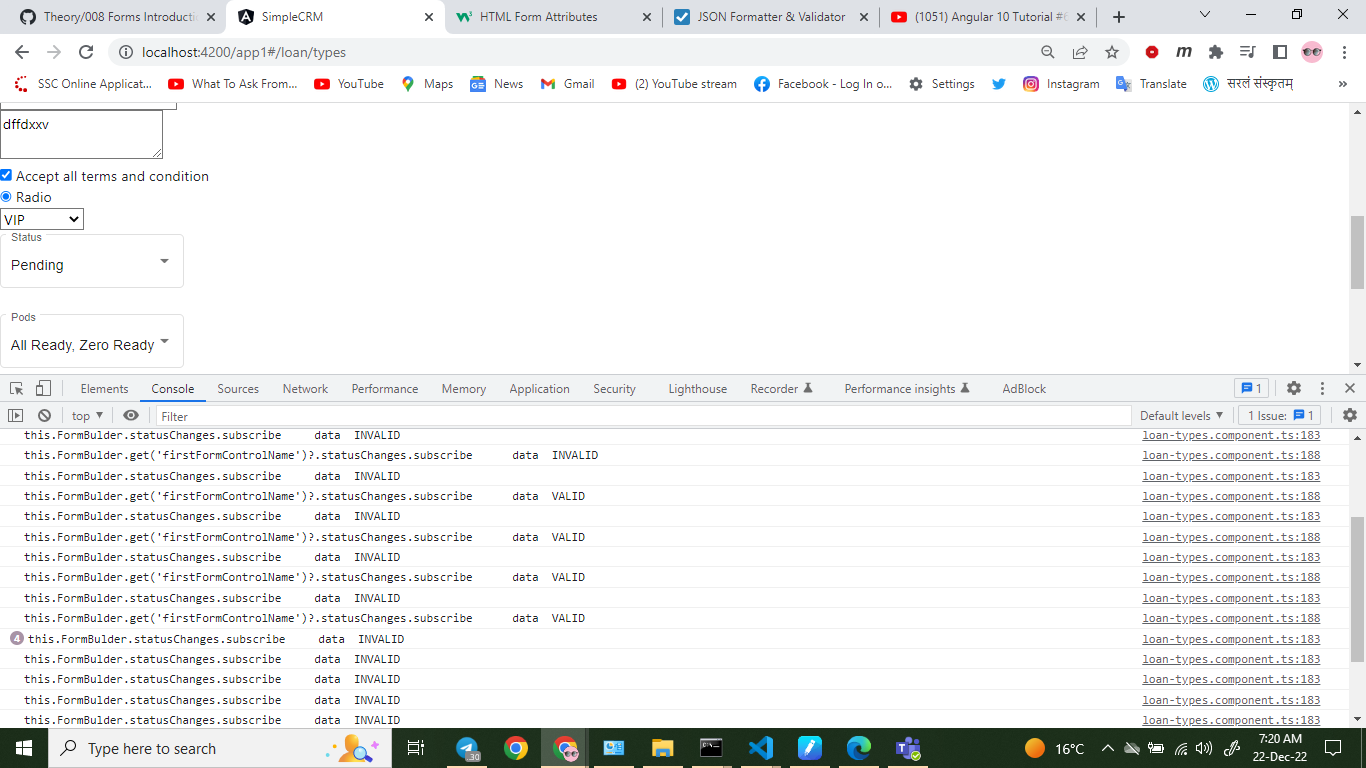 Theory/008 Forms Introducti
SimpleCRM
HTML Form Attributes
JSON Formatter & Validator
(1051) Angular 10 Tutorial #6
localhost:4200/app1#/loan/types
m
SSC Online Applicat...
What To Ask From...
YouTube
Maps
News
Gmail
(2) YouTube stream
Facebook - Log In o...
Settings
Instagram
Translate
सरलं संस्कृतम्
»
dffdxxv
Accept all terms and condition
Radio
VIP
Status
Pending
Pods
All Ready, Zero Ready
Elements
Console
Sources
Network
Performance
Memory
Application
Security
Lighthouse
Recorder
Performance insights
AdBlock
1
top
Filter
Default levels
1 Issue: 1
this.FormBulder.statusChanges.subscribe data INVALID loan-types.component.ts:183
this.FormBulder.get('firstFormControlName')?.statusChanges.subscribe data INVALID loan-types.component.ts:188
this.FormBulder.statusChanges.subscribe data INVALID loan-types.component.ts:183
this.FormBulder.get('firstFormControlName')?.statusChanges.subscribe data VALID loan-types.component.ts:188
this.FormBulder.statusChanges.subscribe data INVALID loan-types.component.ts:183
this.FormBulder.get('firstFormControlName')?.statusChanges.subscribe data VALID loan-types.component.ts:188
this.FormBulder.statusChanges.subscribe data INVALID loan-types.component.ts:183
this.FormBulder.get('firstFormControlName')?.statusChanges.subscribe data VALID loan-types.component.ts:188
this.FormBulder.statusChanges.subscribe data INVALID loan-types.component.ts:183
this.FormBulder.get('firstFormControlName')?.statusChanges.subscribe data VALID loan-types.component.ts:188
4 this.FormBulder.statusChanges.subscribe data INVALID loan-types.component.ts:183
this.FormBulder.statusChanges.subscribe data INVALID loan-types.component.ts:183
this.FormBulder.statusChanges.subscribe data INVALID loan-types.component.ts:183
this.FormBulder.statusChanges.subscribe data INVALID loan-types.component.ts:183
this.FormBulder.statusChanges.subscribe data INVALID loan-types.component.ts:183
Type here to search
.30
16°C
7:20 AM
22-Dec-22